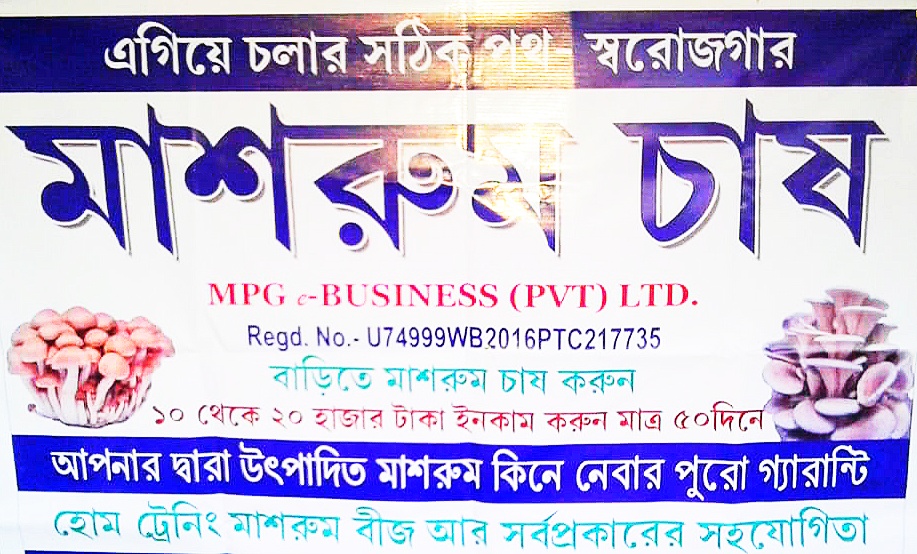 এগিয়ে চলার সঠিক পথ স্বরোজগার
মাশরুম চাষ
MPG e-BUSINESS (PVT) LTD.
Regd. No.- U74999WB2016PTC217735
বাড়িতে মাশরুম চাষ করুন
১০ থেকে ২০ হাজার টাকা ইনকাম করুন মাত্র ৫০দিনে
আপনার দ্বারা উৎপাদিত মাশরুম কিনে নেবার পুরো গ্যারান্টি
হোম ট্রেনিং মাশরুম বীজ আর সর্বপ্রকারের সহযোগিতা